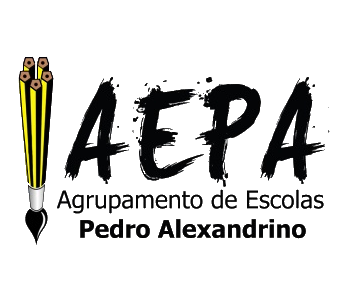 AEPA
Agrupamento de Escolas
Pedro Alexandrino